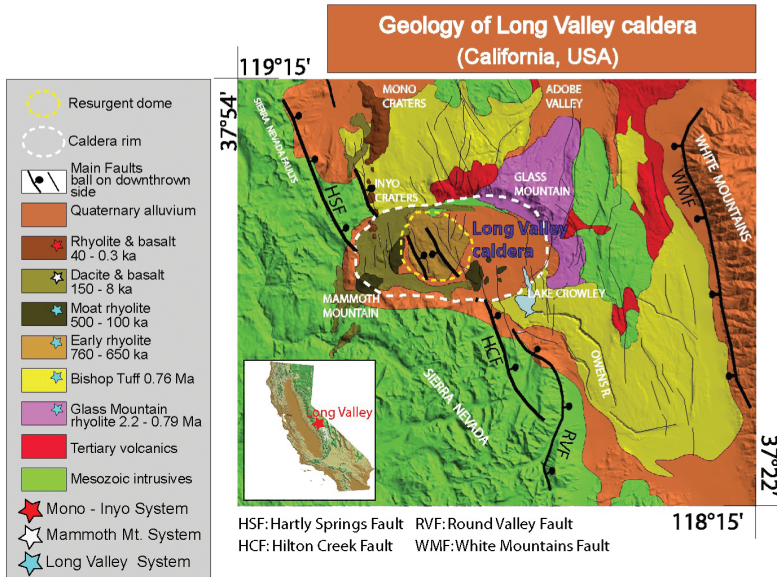 Geology of Long Valley caldera
(California, USA)
119°15'
37°54'
Resurgent dome
Caldera rim
Main Faults
ball on downthrown
side
Quaternary alluvium
Rhyolite & basalt
40 - 0.3 ka
Dacite & basalt
150 - 8 ka
Moat rhyolite
500 - 100 ka
Early rhyolite
760 - 650 ka
Bishop Tuff 0.76 Ma
Glass Mountain
rhyolite 2.2 - 0.79 Ma
Tertiary volcanics
Mesozoic intrusives
Mono - Inyo System
Mammoth Mt. System
Long Valley System
MONO
CRATERS
ADOBE
VALLEY
SIERRA NEVADA FAULTS
HSF
INYO
CRATERS
GLASS
MOUNTAIN
WMF
WHITE MOUNTAINS
Long Valley
caldera
MAMMOTH
MOUNTAIN
LAKE CROWLEY
HCF
SIERRA NEVADA
OWENS R.
RVF
Long Valley
37°22'
118°15'
HSF: Hartly Springs Fault RVF: Round Valley Fault
HCF: Hilton Creek Fault WMF: White Mountains Fault